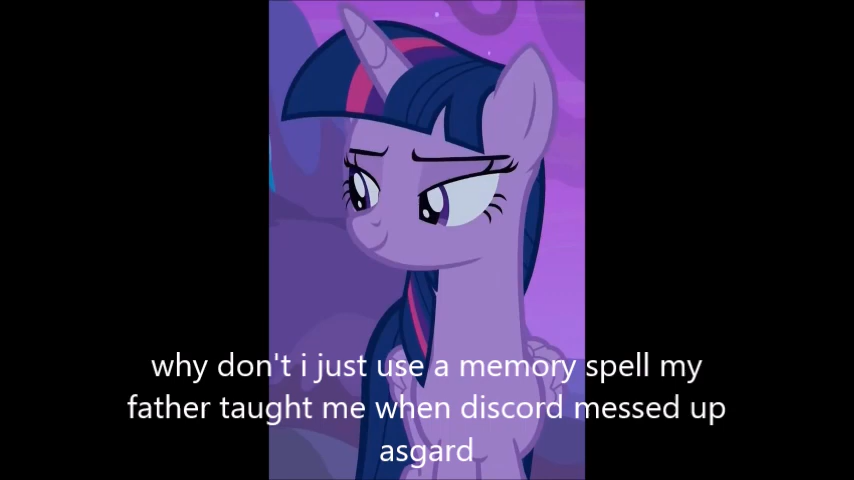 why don't i just use a memory spell my
father taught me when discord messed up
asgard